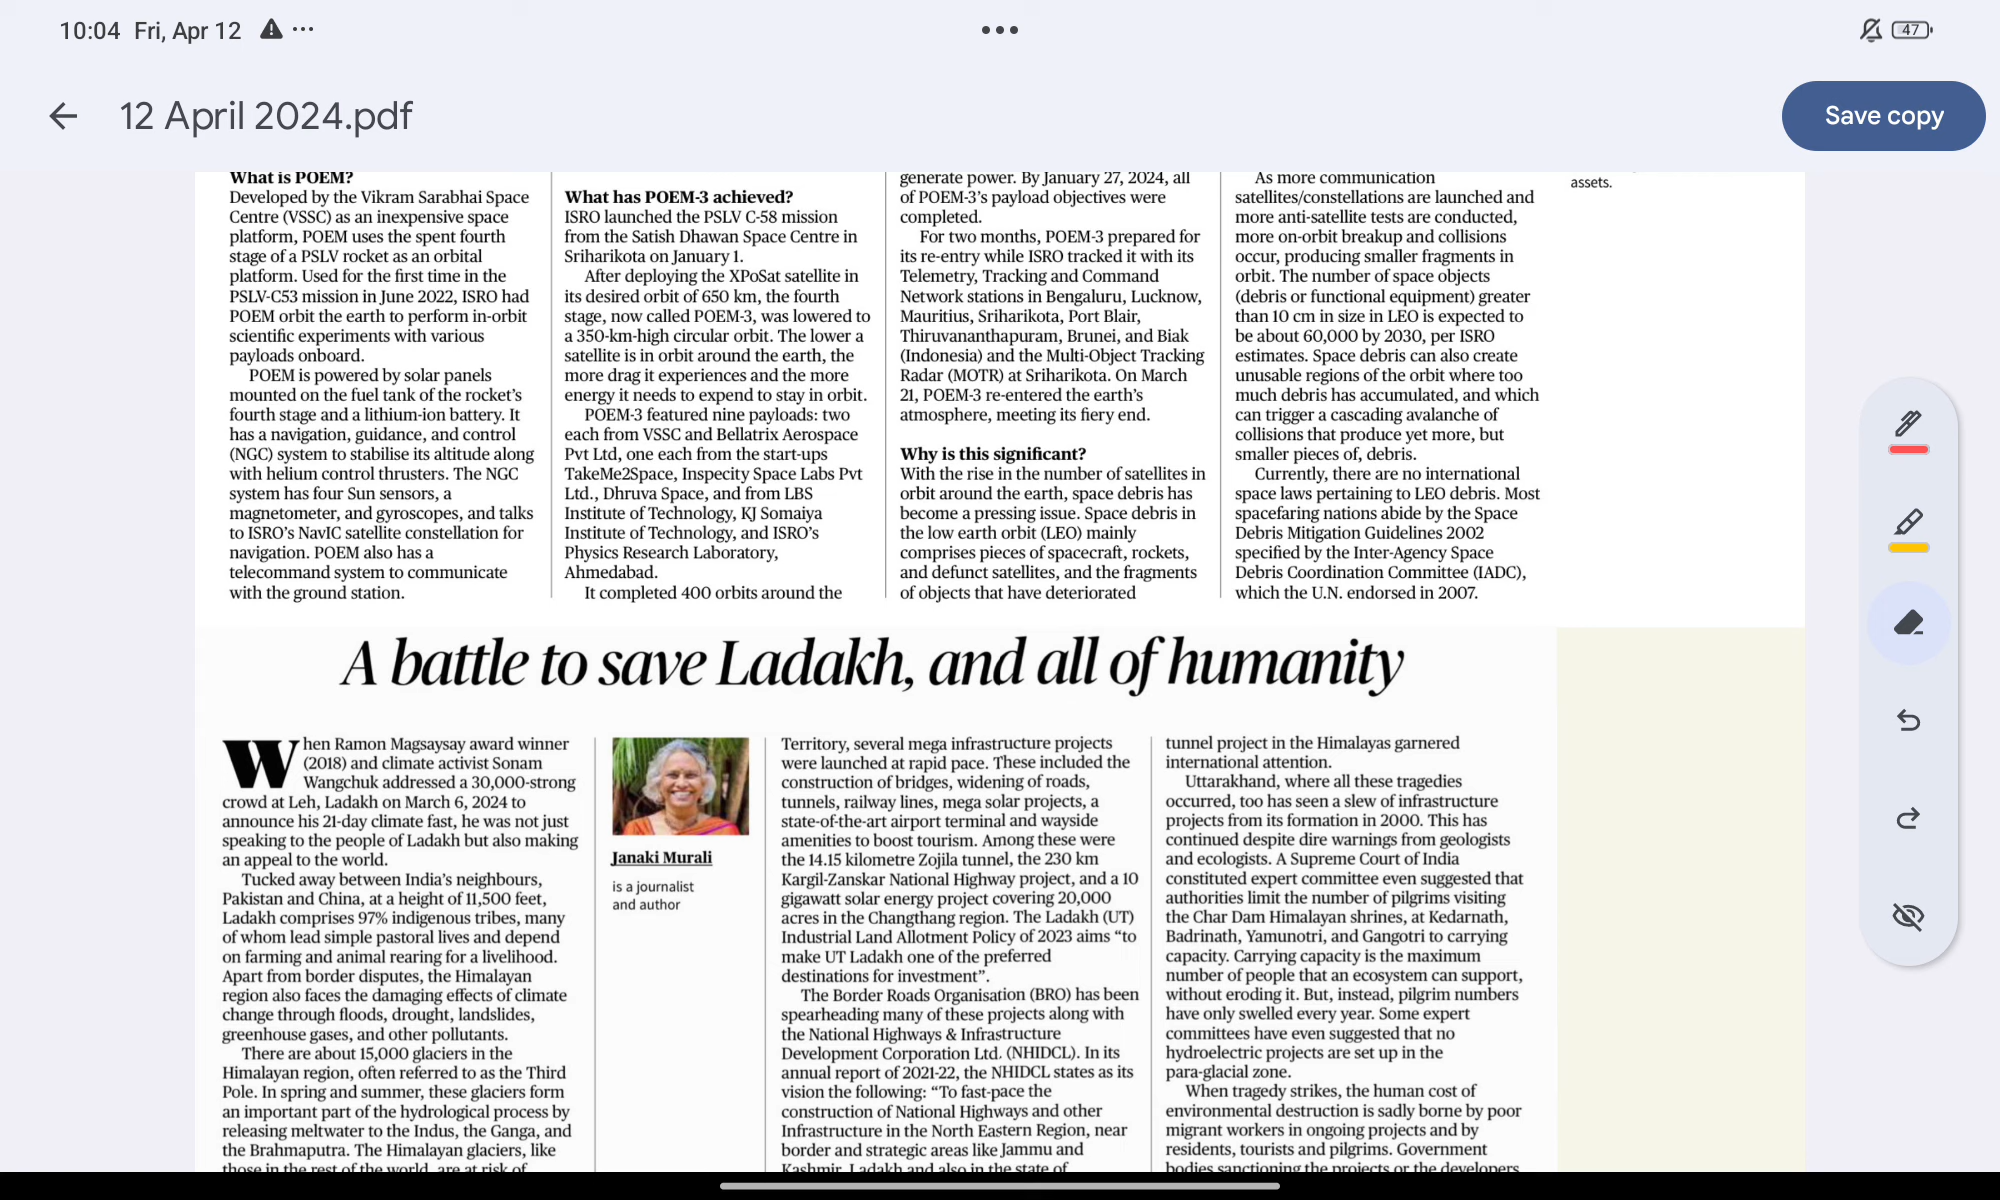 10:04 Fri, Apr 12
47
12 April 2024.pdf
Save copy
What is POEM?
Developed by the Vikram Sarabhai Space
Centre (VSSC) as an inexpensive space
platform, POEM uses the spent fourth
stage of a PSLV rocket as an orbital
platform. Used for the first time in the
PSLV-C53 mission in June 2022, ISRO had
POEM orbit the earth to perform in-orbit
scientific experiments with various
payloads onboard.
POEM is powered by solar panels
mounted on the fuel tank of the rocket's
fourth stage and a lithium-ion battery. It
has a navigation, guidance, and control
(NGC) system to stabilise its altitude along
with helium control thrusters. The NGC
system has four Sun sensors, a
magnetometer, and gyroscopes, and talks
to ISRO's NavIC satellite constellation for
navigation. POEM also has a
telecommand system to communicate
with the ground station.
What has POEM-3 achieved?
ISRO launched the PSLV C-58 mission
from the Satish Dhawan Space Centre in
Sriharikota on January 1.
After deploying the XPoSat satellite in
its desired orbit of 650 km, the fourth
stage, now called POEM-3, was lowered to
a 350-km-high circular orbit. The lower a
satellite is in orbit around the earth, the
more drag it experiences and the more
energy it needs to expend to stay in orbit.
POEM-3 featured nine payloads: two
each from VSSC and Bellatrix Aerospace
Pvt Ltd, one each from the start-ups
TakeMe2Space, Inspecity Space Labs Pvt
Ltd., Dhruva Space, and from LBS
Institute of Technology, KJ Somaiya
Institute of Technology, and ISRO's
Physics Research Laboratory,
Ahmedabad.
It completed 400 orbits around the
generate power. By January 27, 2024, all
of POEM-3's payload objectives were
completed.
For two months, POEM-3 prepared for
its re-entry while ISRO tracked it with its
Telemetry, Tracking and Command
Network stations in Bengaluru, Lucknow,
Mauritius, Sriharikota, Port Blair,
Thiruvananthapuram, Brunei, and Biak
(Indonesia) and the Multi-Object Tracking
Radar (MOTR) at Sriharikota. On March
21, POEM-3 re-entered the earth's
atmosphere, meeting its fiery end.
Why is this significant?
With the rise in the number of satellites in
orbit around the earth, space debris has
become a pressing issue. Space debris in
the low earth orbit (LEO) mainly
comprises pieces of spacecraft, rockets,
and defunct satellites, and the fragments
of objects that have deteriorated
As more communication
satellites/constellations are launched and
more anti-satellite tests are conducted,
more on-orbit breakup and collisions
occur, producing smaller fragments in
orbit. The number of space objects
(debris or functional equipment) greater
than 10 cm in size in LEO is expected to
be about 60,000 by 2030, per ISRO
estimates. Space debris can also create
unusable regions of the orbit where too
much debris has accumulated, and which
can trigger a cascading avalanche of
collisions that produce yet more, but
smaller pieces of, debris.
Currently, there are no international
space laws pertaining to LEO debris. Most
spacefaring nations abide by the Space
Debris Mitigation Guidelines 2002
specified by the Inter-Agency Space
Debris Coordination Committee (IADC),
which the U.N. endorsed in 2007.
assets.
A battle to save Ladakh, and all of humanity
When Ramon Magsaysay award winner
(2018) and climate activist Sonam
Wangchuk addressed a 30,000-strong
crowd at Leh, Ladakh on March 6, 2024 to
announce his 21-day climate fast, he was not just
speaking to the people of Ladakh but also making
an appeal to the world.
Tucked away between India's neighbours,
Pakistan and China, at a height of 11,500 feet,
Ladakh comprises 97% indigenous tribes, many
of whom lead simple pastoral lives and depend
on farming and animal rearing for a livelihood.
Apart from border disputes, the Himalayan
region also faces the damaging effects of climate
change through floods, drought, landslides,
greenhouse gases, and other pollutants.
There are about 15,000 glaciers in the
Himalayan region, often referred to as the Third
Pole. In spring and summer, these glaciers form
an important part of the hydrological process by
releasing meltwater to the Indus, the Ganga, and
the Brahmaputra. The Himalayan glaciers, like
those in the rest of the world, are at risk of
Janaki Murali
is a journalist
and author
Territory, several mega infrastructure projects
were launched at rapid pace. These included the
construction of bridges, widening of roads,
tunnels, railway lines, mega solar projects, a
state-of-the-art airport terminal and wayside
amenities to boost tourism. Among these were
the 14.15 kilometre Zojila tunnel, the 230 km
Kargil-Zanskar National Highway project, and a 10
gigawatt solar energy project covering 20,000
acres in the Changthang region. The Ladakh (UT)
Industrial Land Allotment Policy of 2023 aims “to
make UT Ladakh one of the preferred
destinations for investment”.
The Border Roads Organisation (BRO) has been
spearheading many of these projects along with
the National Highways & Infrastructure
Development Corporation Ltd. (NHIDCL). In its
annual report of 2021-22, the NHIDCL states as its
vision the following: “To fast-pace the
construction of National Highways and other
Infrastructure in the North Eastern Region, near
border and strategic areas like Jammu and
Kashmir, Ladakh and also in the state of
tunnel project in the Himalayas garnered
international attention.
Uttarakhand, where all these tragedies
occurred, too has seen a slew of infrastructure
projects from its formation in 2000. This has
continued despite dire warnings from geologists
and ecologists. A Supreme Court of India
constituted expert committee even suggested that
authorities limit the number of pilgrims visiting
the Char Dam Himalayan shrines, at Kedarnath,
Badrinath, Yamunotri, and Gangotri to carrying
capacity. Carrying capacity is the maximum
number of people that an ecosystem can support,
without eroding it. But, instead, pilgrim numbers
have only swelled every year. Some expert
committees have even suggested that no
hydroelectric projects are set up in the
para-glacial zone.
When tragedy strikes, the human cost of
environmental destruction is sadly borne by poor
migrant workers in ongoing projects and by
residents, tourists and pilgrims. Government
bodies sanctioning the projects or the developers